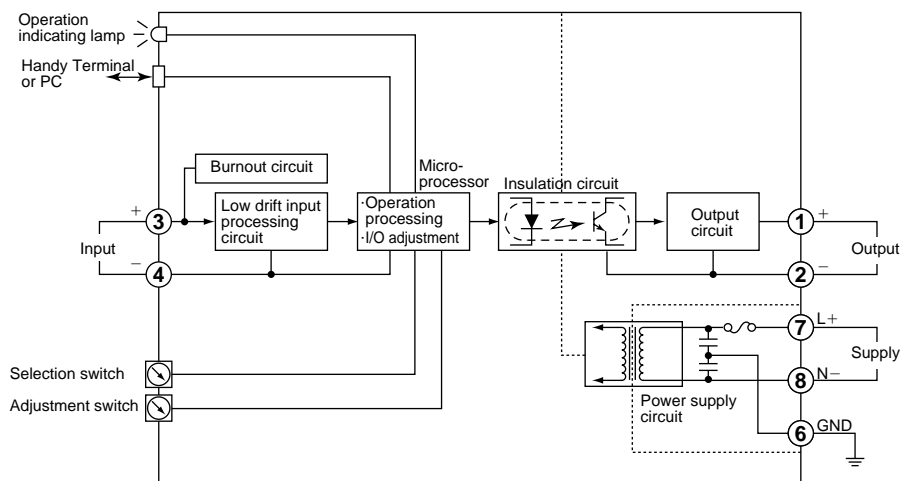 Operation
indicating lamp
Handy Terminal
or PC
Burnout circuit
Micro-
processor
Insulation circuit
+
3
Low drift input
processing
circuit
·Operation
processing
·I/O adjustment
Output
circuit
1
+
Input
Output
−
4
2
−
7
L+
Supply
Selection switch
8
N−
Adjustment switch
Power supply
circuit
6
GND